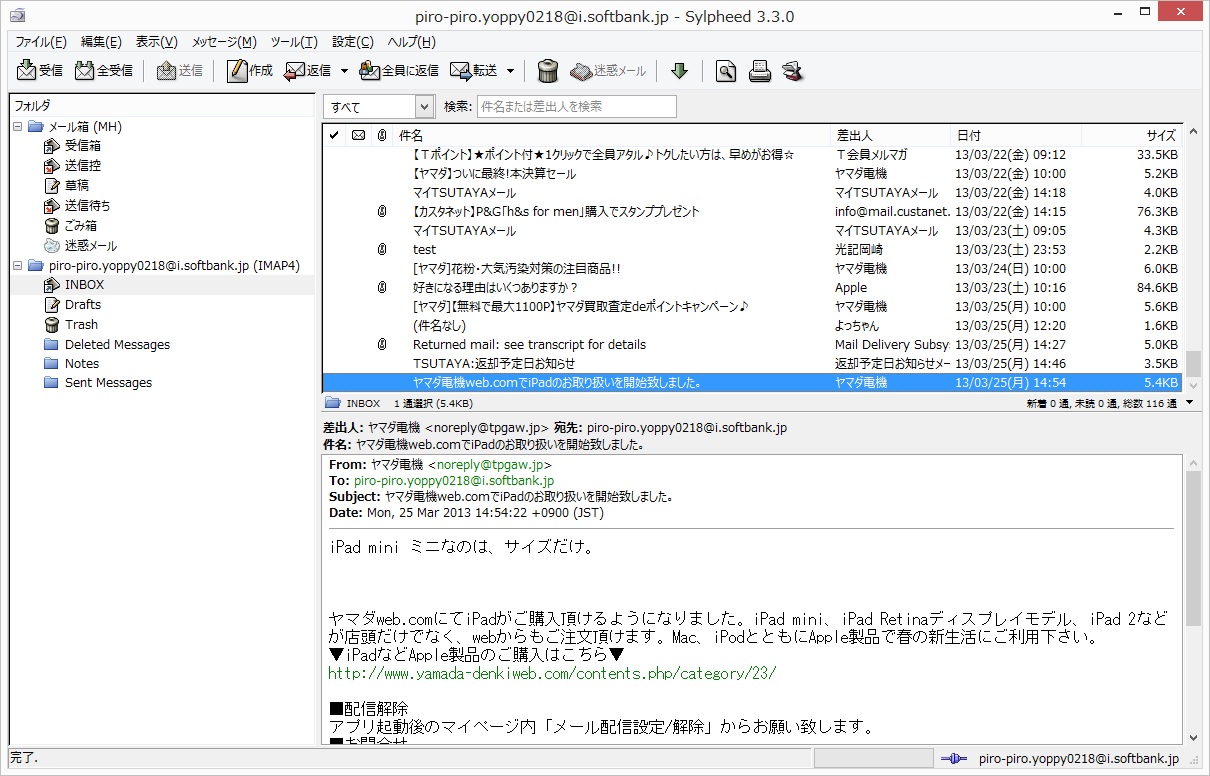 piro-piro.yoppy0218@i.softbank.jp - Sylpheed 3.3.0
ファイル(F) 編集(E) 表示(V) メッセージ(M) ツール(T) 設定(C) ヘルプ(H)
受信 全受信 送信 作成 返信 全員に返信 転送 迷惑メール
フォルダ
メール箱 (MH)
受信箱
送信控
草稿
送信待ち
ごみ箱
迷惑メール
piro-piro.yoppy0218@i.softbank.jp (IMAP4)
INBOX
Drafts
Trash
Deleted Messages
Notes
Sent Messages
すべて 検索: 件名または差出人を検索
件名 差出人 日付 サイズ
【Ｔポイント】★ポイント付★1クリックで全員アタル♪トクしたい方は、早めがお得☆ Ｔ会員メルマガ 13/03/22(金) 09:12 33.5KB
【ヤマダ】ついに最終!本決算セール ヤマダ電機 13/03/22(金) 10:00 5.2KB
マイTSUTAYAメール マイTSUTAYAメール 13/03/22(金) 14:18 4.0KB
【カスタネット】P&G「h&s for men」購入でスタンププレゼント info@mail.custanet. 13/03/22(金) 14:15 76.3KB
マイTSUTAYAメール マイTSUTAYAメール 13/03/23(土) 09:05 4.3KB
test 光記岡崎 13/03/23(土) 23:53 2.2KB
[ヤマダ]花粉・大気汚染対策の注目商品!! ヤマダ電機 13/03/24(日) 10:00 6.0KB
好きになる理由はいくつありますか？ Apple 13/03/23(土) 10:16 84.6KB
[ヤマダ]【無料で最大1100P】ヤマダ買取査定deポイントキャンペーン♪ ヤマダ電機 13/03/25(月) 10:00 5.6KB
(件名なし) よっちゃん 13/03/25(月) 12:20 1.6KB
Returned mail: see transcript for details Mail Delivery Subsy: 13/03/25(月) 14:27 5.0KB
TSUTAYA:返却予定日お知らせ 返却予定日お知らせメー 13/03/25(月) 14:46 3.5KB
ヤマダ電機web.comでiPadのお取り扱いを開始致しました。 ヤマダ電機 13/03/25(月) 14:54 5.4KB
INBOX 1 通選択 (5.4KB) 新着 0 通, 未読 0 通, 総数 116 通
差出人: ヤマダ電機 <noreply@tpgaw.jp> 宛先: piro-piro.yoppy0218@i.softbank.jp
件名: ヤマダ電機web.comでiPadのお取り扱いを開始致しました。
From: ヤマダ電機 <noreply@tpgaw.jp>
To: piro-piro.yoppy0218@i.softbank.jp
Subject: ヤマダ電機web.comでiPadのお取り扱いを開始致しました。
Date: Mon, 25 Mar 2013 14:54:22 +0900 (JST)
iPad mini ミニなのは、サイズだけ。
ヤマダweb.comにてiPadがご購入頂けるようになりました。iPad mini、iPad Retinaディスプレイモデル、iPad 2など
が店頭だけでなく、webからもご注文頂けます。Mac、iPodとともにApple製品で春の新生活にご利用下さい。
▼iPadなどApple製品のご購入はこちら▼
http://www.yamada-denkiweb.com/contents.php/category/23/
■配信解除
アプリ起動後のマイページ内「メール配信設定/解除」からお願い致します。
■お問合せ
完了. piro-piro.yoppy0218@i.softbank.jp